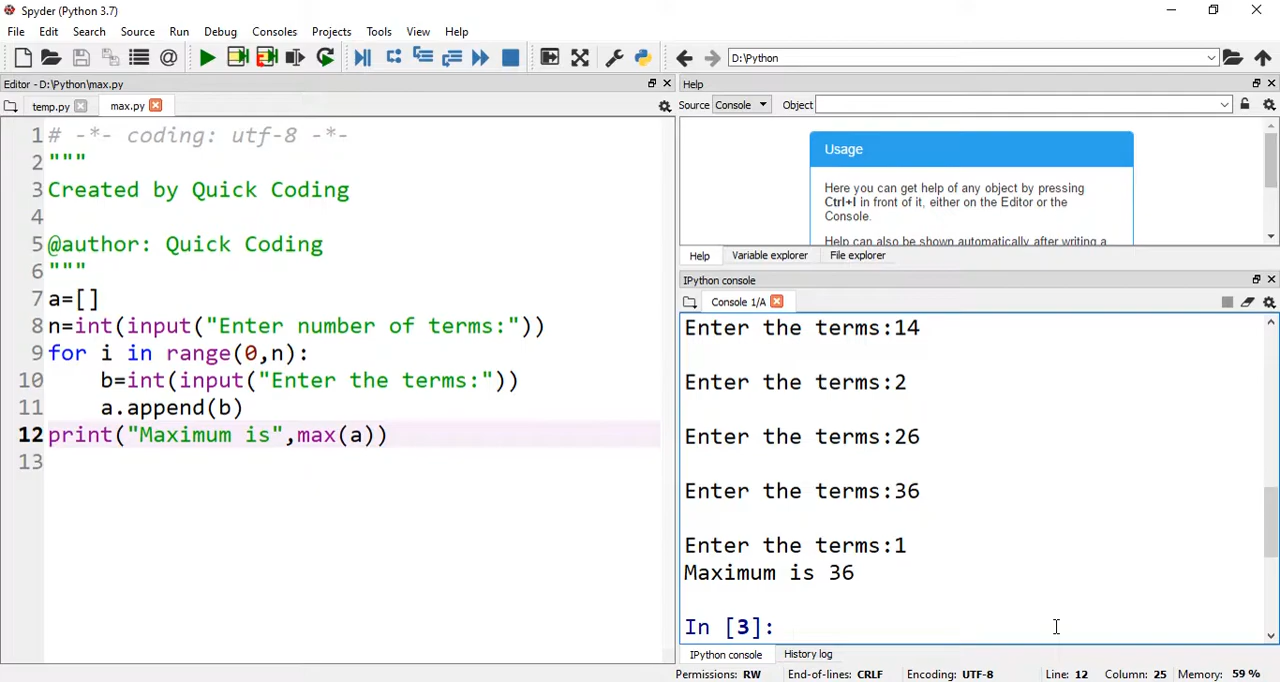 Spyder (Python 3.7)
File Edit Search Source Run Debug Consoles Projects Tools View Help
D:\Python
Editor - D:\Python\max.py
temp.py
max.py
1 # -*- coding: utf-8 -*-
2 """
3 Created by Quick Coding
4
5 @author: Quick Coding
6 """
7 a=[]
8 n=int(input("Enter number of terms:"))
9 for i in range(0,n):
10     b=int(input("Enter the terms:"))
11     a.append(b)
12 print("Maximum is",max(a))
13
Help
Source Console Object
Usage
Here you can get help of any object by pressing
Ctrl+I in front of it, either on the Editor or the
Console.
Help can also be shown automatically after writing a
Help Variable explorer File explorer
IPython console
Console 1/A
Enter the terms:14
Enter the terms:2
Enter the terms:26
Enter the terms:36
Enter the terms:1
Maximum is 36
In [3]:
IPython console History log
Permissions: RW End-of-lines: CRLF Encoding: UTF-8 Line: 12 Column: 25 Memory: 59 %